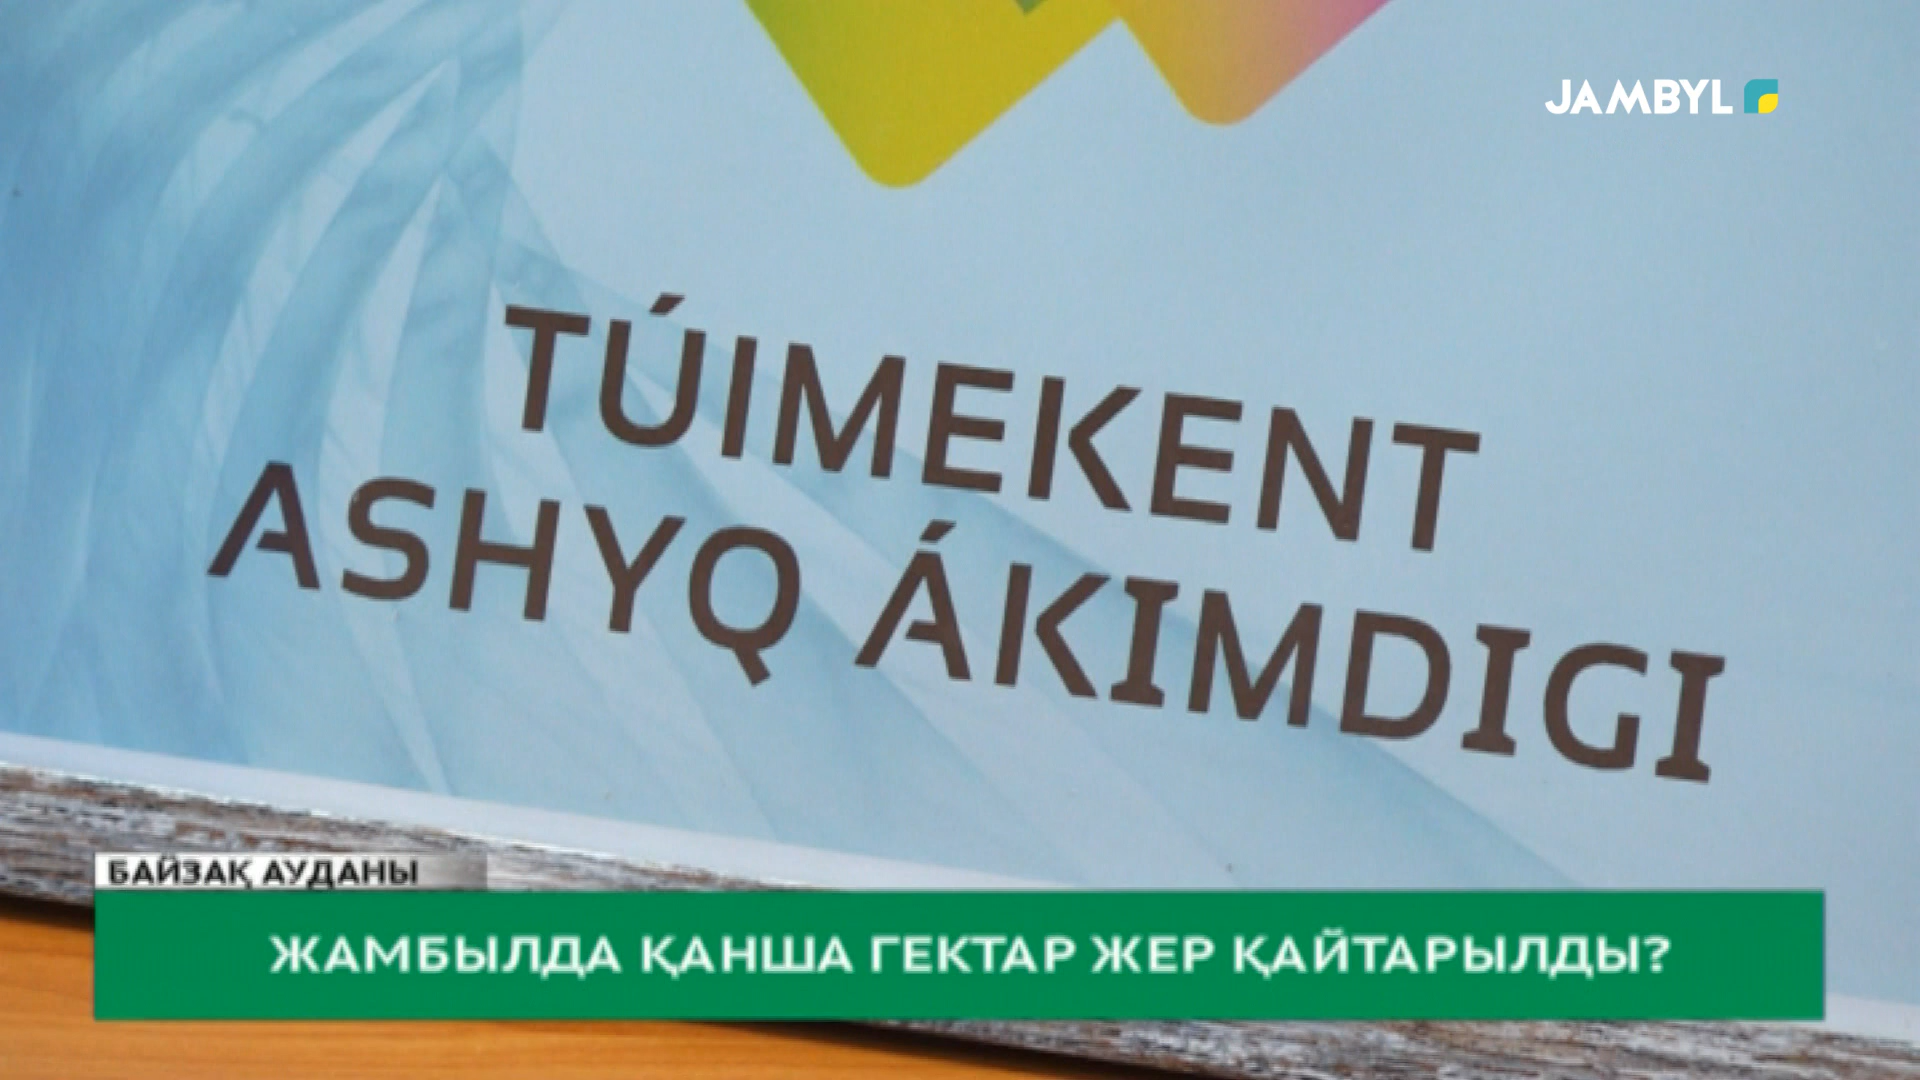 JAMBYL
TÚIMEKENT
ASHYQ ÁKIMDIGI
БАЙЗАҚ АУДАНЫ
ЖАМБЫЛДА ҚАНША ГЕКТАР ЖЕР ҚАЙТАРЫЛДЫ?